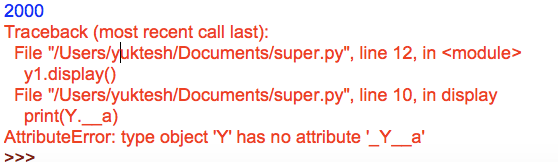 2000
Traceback (most recent call last):
  File "/Users/yuktesh/Documents/super.py", line 12, in <module>
    y1.display()
  File "/Users/yuktesh/Documents/super.py", line 10, in display
    print(Y.__a)
AttributeError: type object 'Y' has no attribute '_Y__a'
>>>